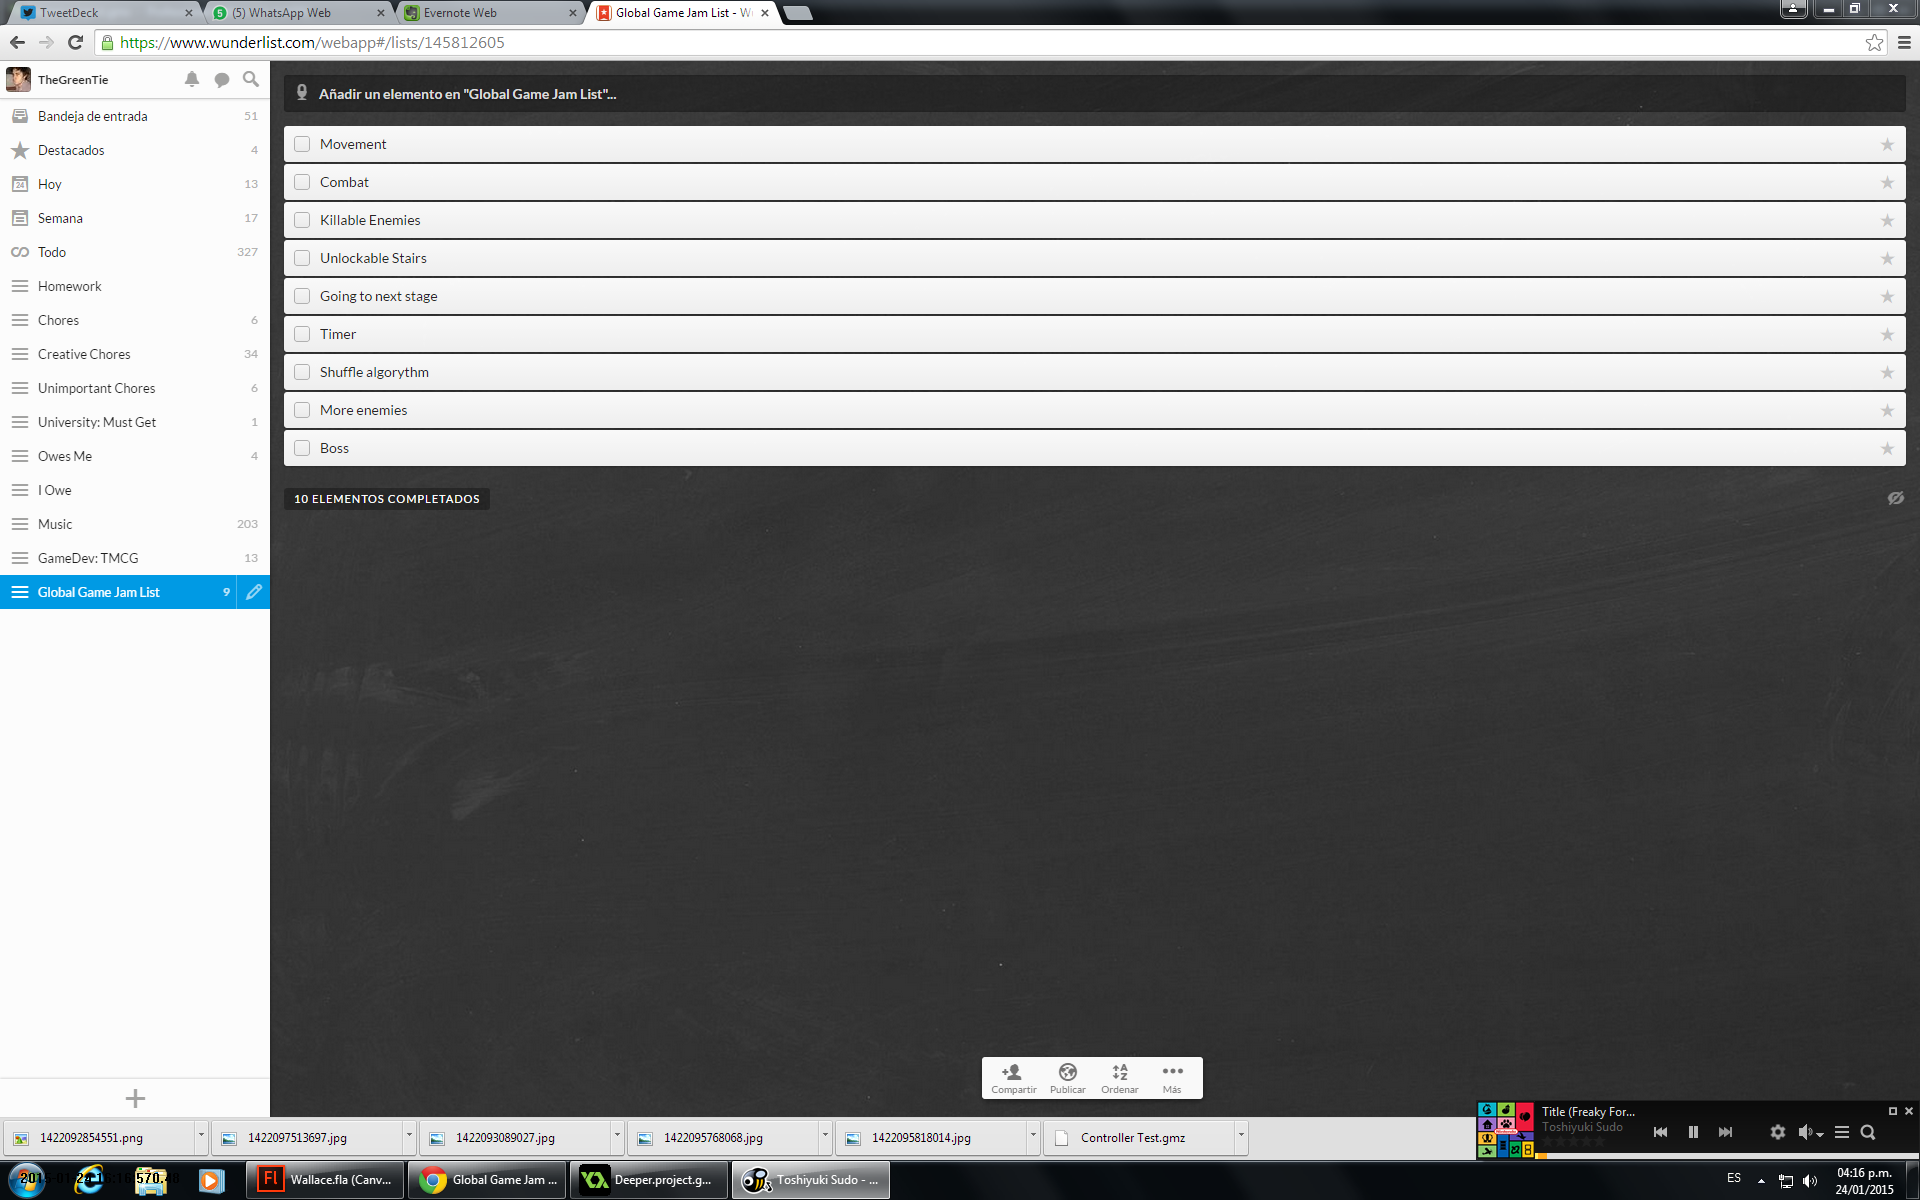 TweetDeck
(5) WhatsApp Web
Evernote Web
Global Game Jam List - W
https://www.wunderlist.com/webapp#/lists/145812605
TheGreenTie
Bandeja de entrada 51
Destacados 4
24 Hoy 13
Semana 17
Todo 327
Homework
Chores 6
Creative Chores 34
Unimportant Chores 6
University: Must Get 1
Owes Me 4
I Owe
Music 203
GameDev: TMCG 13
Global Game Jam List 9
Añadir un elemento en "Global Game Jam List"...
Movement
Combat
Killable Enemies
Unlockable Stairs
Going to next stage
Timer
Shuffle algorythm
More enemies
Boss
10 ELEMENTOS COMPLETADOS
Compartir
Publicar
Ordenar
Más
Title (Freaky For...
Toshiyuki Sudo
1422092854551.png
1422097513697.jpg
1422093089027.jpg
1422095768068.jpg
1422095818014.jpg
Controller Test.gmz
Wallace.fla (Canv...
Global Game Jam ...
Deeper.project.g...
Toshiyuki Sudo - ...
ES
04:16 p.m.
24/01/2015